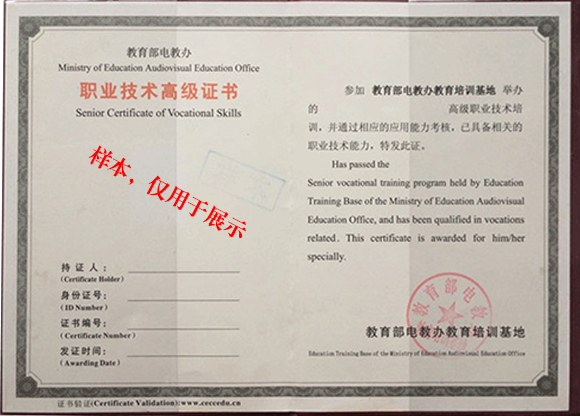 教育部电教办
Ministry of Education Audiovisual Education Office
职业技术高级证书
Senior Certificate of Vocational Skills
样本，仅用于展示
持证人：
(Certificate Holder)
身份证号：
(ID Number)
证书编号：
(Certificate Number)
发证时间：
(Awarding Date)
证书验证(Certificate Validation):www.ceccedu.cn
参加 教育部电教办教育培训基地 举办
的 高级职业技术培
训，并通过相应的应用能力考核，已具备相关的
职业技术能力，特发此证。
Has passed the
Senior vocational training program held by Education
Training Base of the Ministry of Education Audiovisual
Education Office, and has been qualified in vocations
related. This certificate is awarded for him/her
specially.
教育部电教
教育部电教办教育培训基地
Education Training Base of the Ministry of Education Audiovisual Education Office